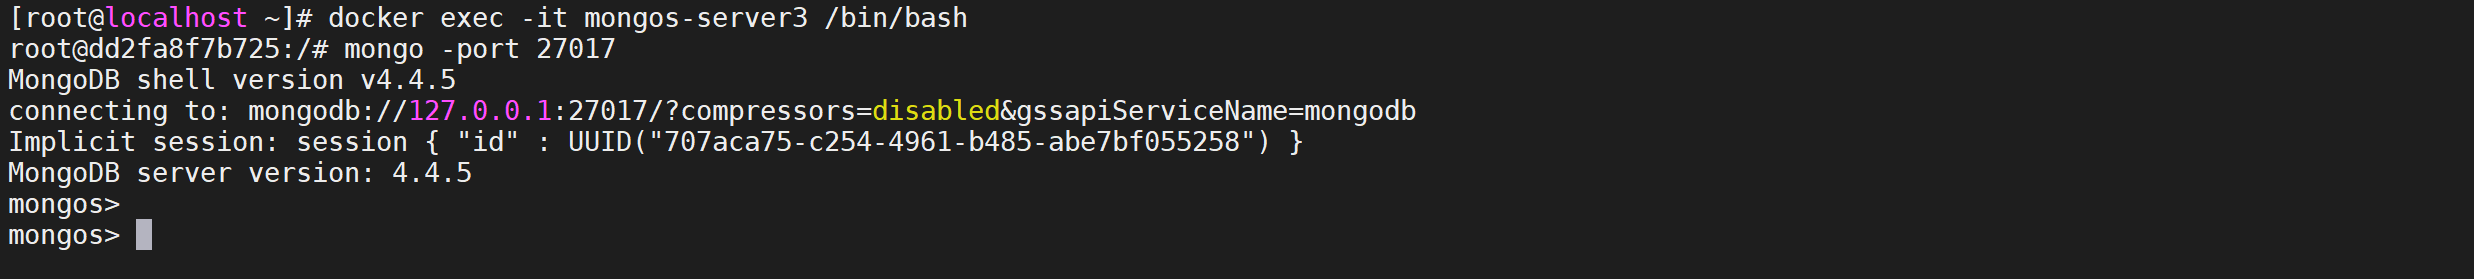 [root@localhost ~]# docker exec -it mongos-server3 /bin/bash
root@dd2fa8f7b725:/# mongo -port 27017
MongoDB shell version v4.4.5
connecting to: mongodb://127.0.0.1:27017/?compressors=disabled&gssapiServiceName=mongodb
Implicit session: session { "id" : UUID("707aca75-c254-4961-b485-abe7bf055258") }
MongoDB server version: 4.4.5
mongos>
mongos>